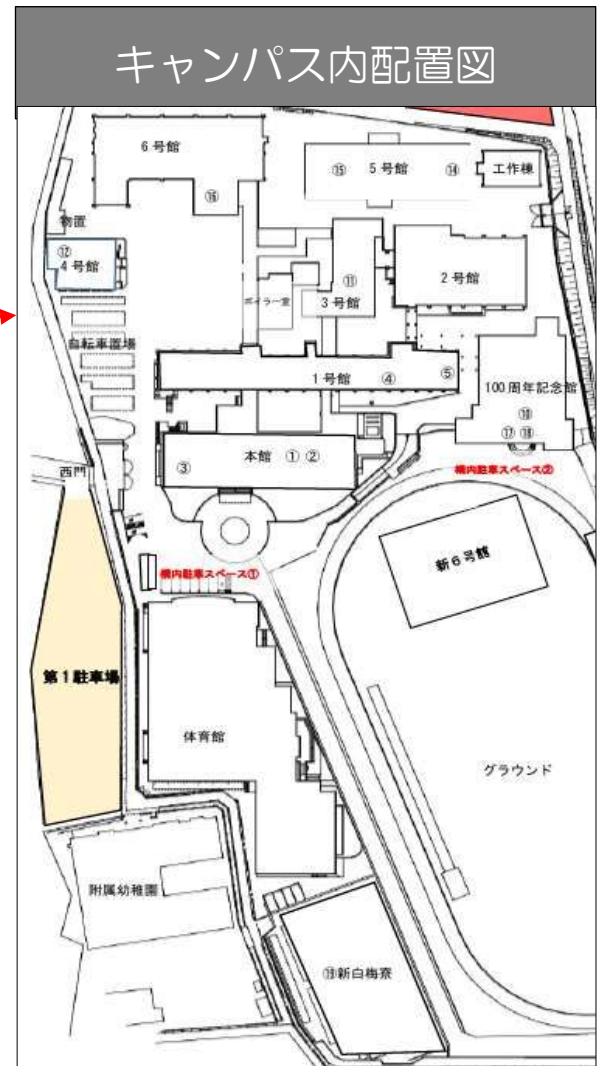 キャンパス内配置図
6号館
⑯
⑮ 5号館 ⑭
工作棟
物置
⑫
4号館
ボイラー室
⑪
3号館
2号館
自転車置場
1号館 ④ ⑤
100周年記念館
⑩
⑰ ⑱
③ 本館 ① ②
西門
構内駐車スペース②
新6号館
構内駐車スペース①
第1駐車場
体育館
グラウンド
附属幼稚園
⑲新白梅寮